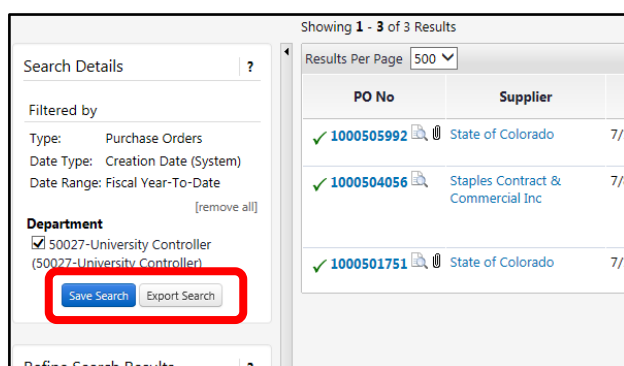 Showing 1 - 3 of 3 Results
Search Details ?
Results Per Page 500
Filtered by
Type: Purchase Orders
Date Type: Creation Date (System)
Date Range: Fiscal Year-To-Date
[remove all]
Department
50027-University Controller
(50027-University Controller)
Save Search Export Search
PO No Supplier
1000505992 State of Colorado 7/
1000504056 Staples Contract & 7/
Commercial Inc
1000501751 State of Colorado 7/
Refine Search Results ?